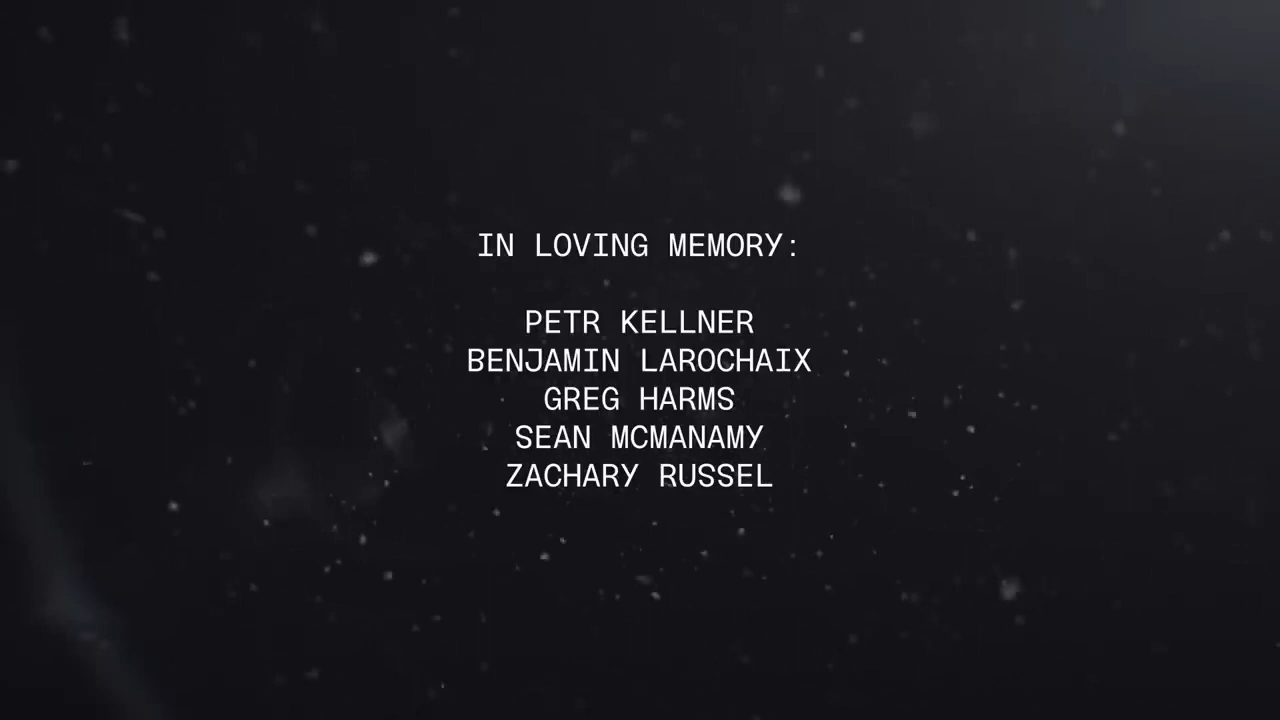 IN LOVING MEMORY:
PETR KELLNER
BENJAMIN LAROCHAIX
GREG HARMS
SEAN MCMANAMY
ZACHARY RUSSEL